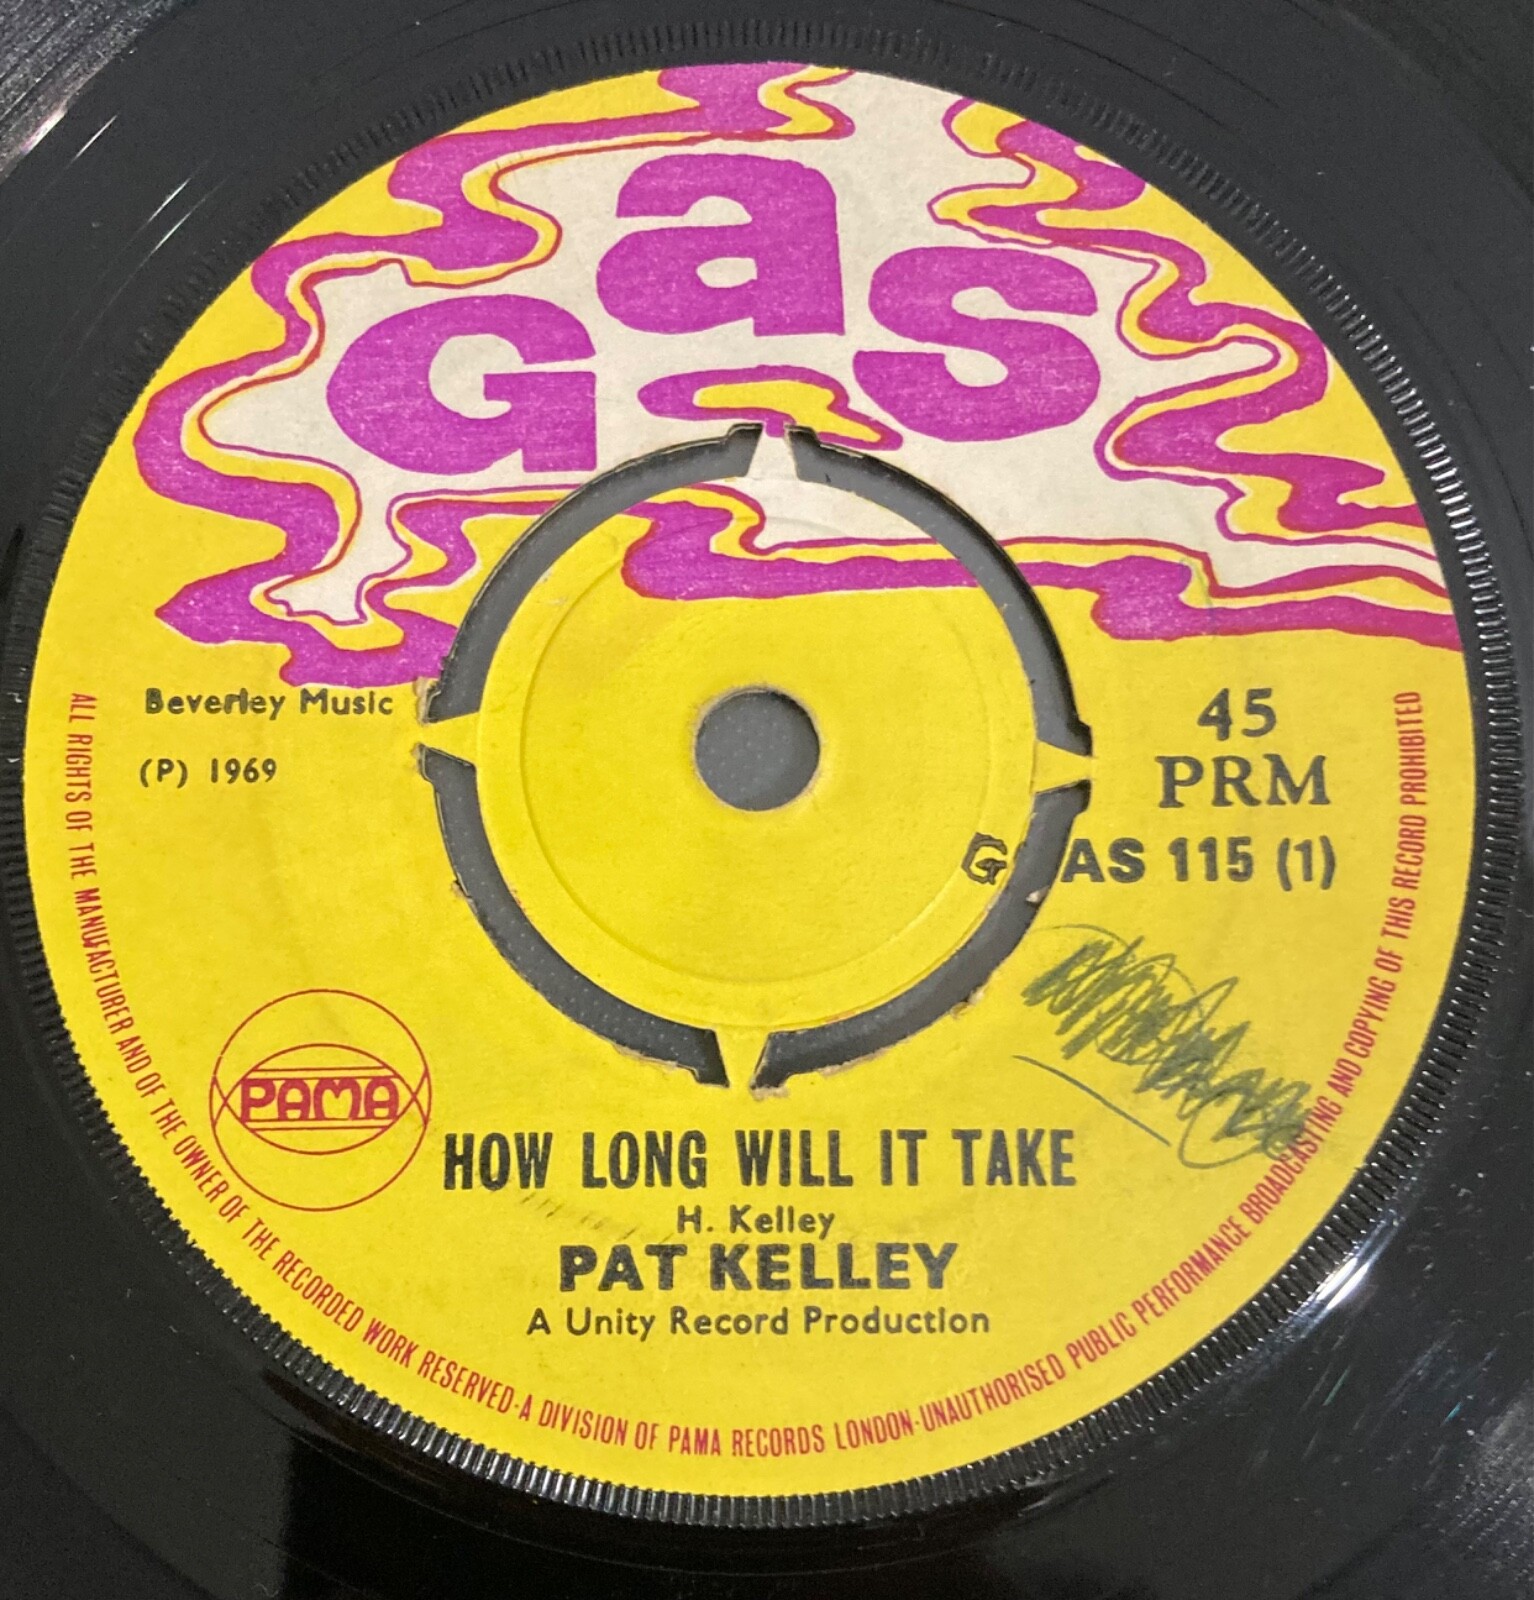 Gas
Beverley Music
(P) 1969
45
PRM
GAS 115 (1)
PAMA
HOW LONG WILL IT TAKE
H. Kelley
PAT KELLEY
A Unity Record Production
ALL RIGHTS OF THE MANUFACTURER AND OF THE OWNER OF THE RECORDED WORK RESERVED·A DIVISION OF PAMA RECORDS LONDON·UNAUTHORISED PUBLIC PERFORMANCE BROADCASTING AND COPYING OF THIS RECORD PROHIBITED